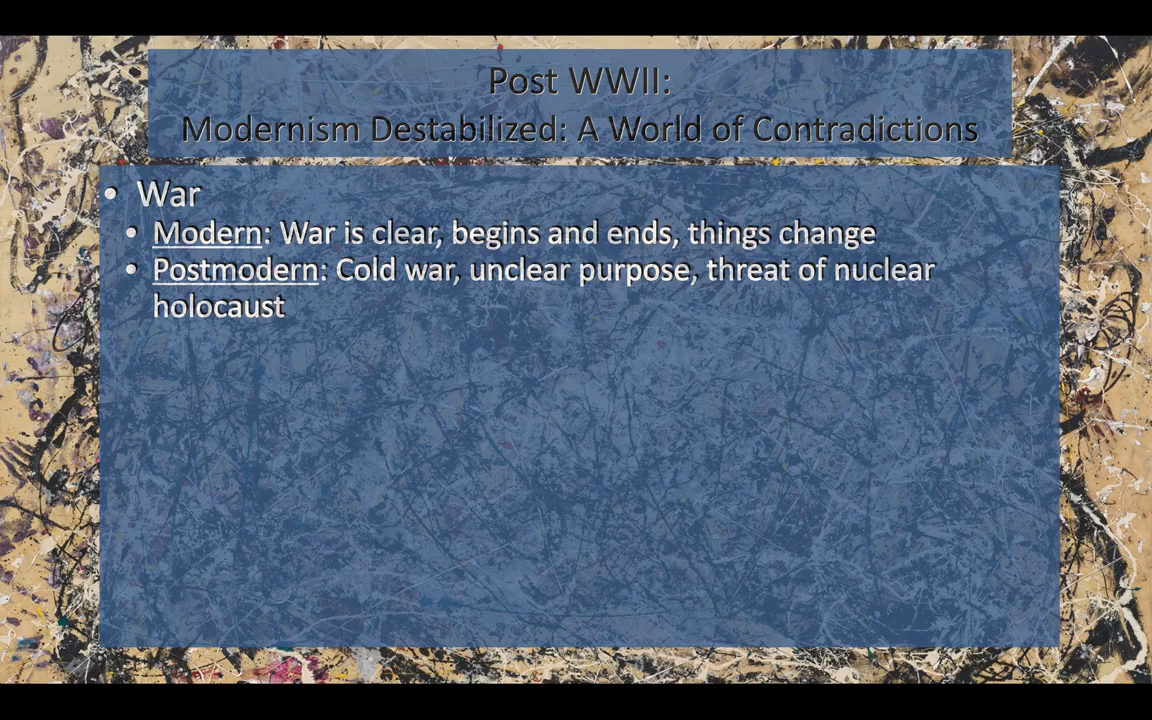 Post WWII:
Modernism Destabilized: A World of Contradictions
• War
• Modern: War is clear, begins and ends, things change
• Postmodern: Cold war, unclear purpose, threat of nuclear
holocaust